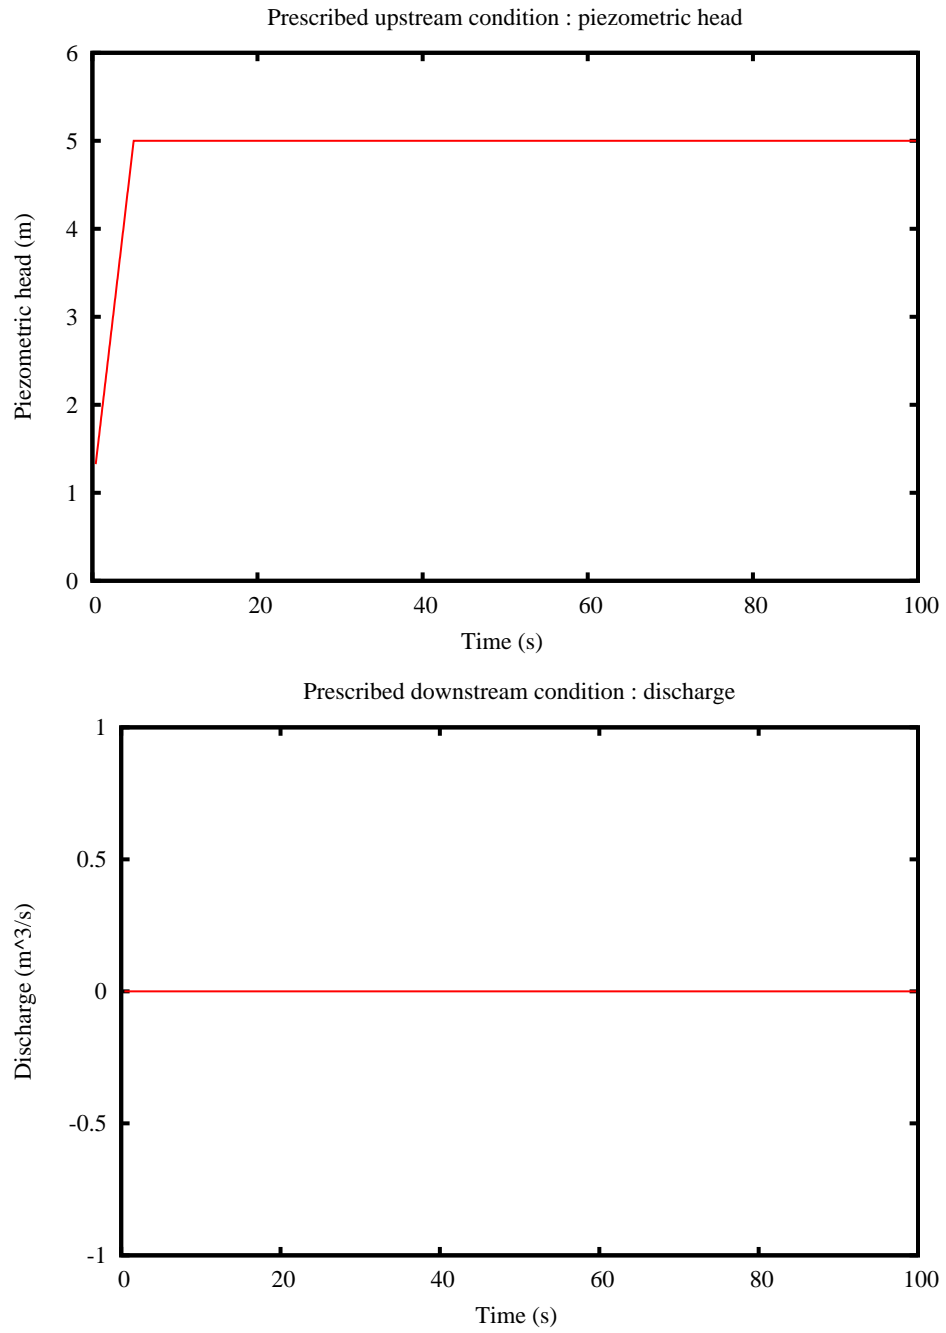 Prescribed upstream condition : piezometric head
6
5
4
3
2
1
0
Piezometric head (m)
0 20 40 60 80 100
Time (s)
Prescribed downstream condition : discharge
1
0.5
0
-0.5
-1
Discharge (m^3/s)
0 20 40 60 80 100
Time (s)